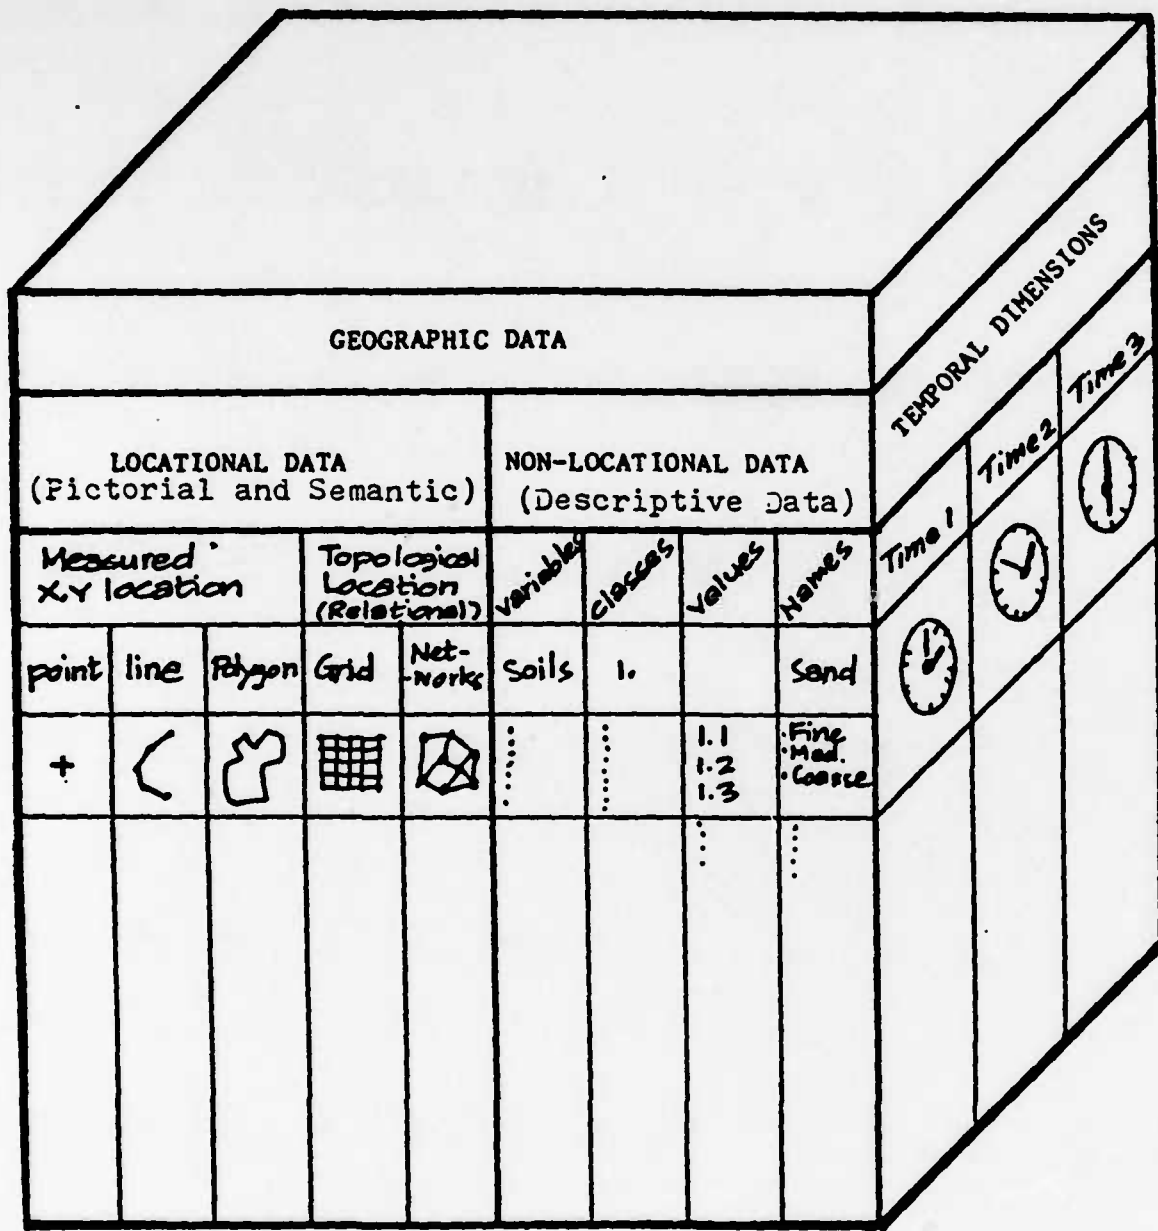 GEOGRAPHIC DATA
TEMPORAL DIMENSIONS
LOCATIONAL DATA
(Pictorial and Semantic)
NON-LOCATIONAL DATA
(Descriptive Data)
Time 1
Time 2
Time 3
Measured
X,Y location
Topological
Location
(Relational)
variables
classes
values
Names
point
line
Polygon
Grid
Net-
-works
Soils
1.
Sand
+
1.1
1.2
1.3
Fine
Med.
Coarse